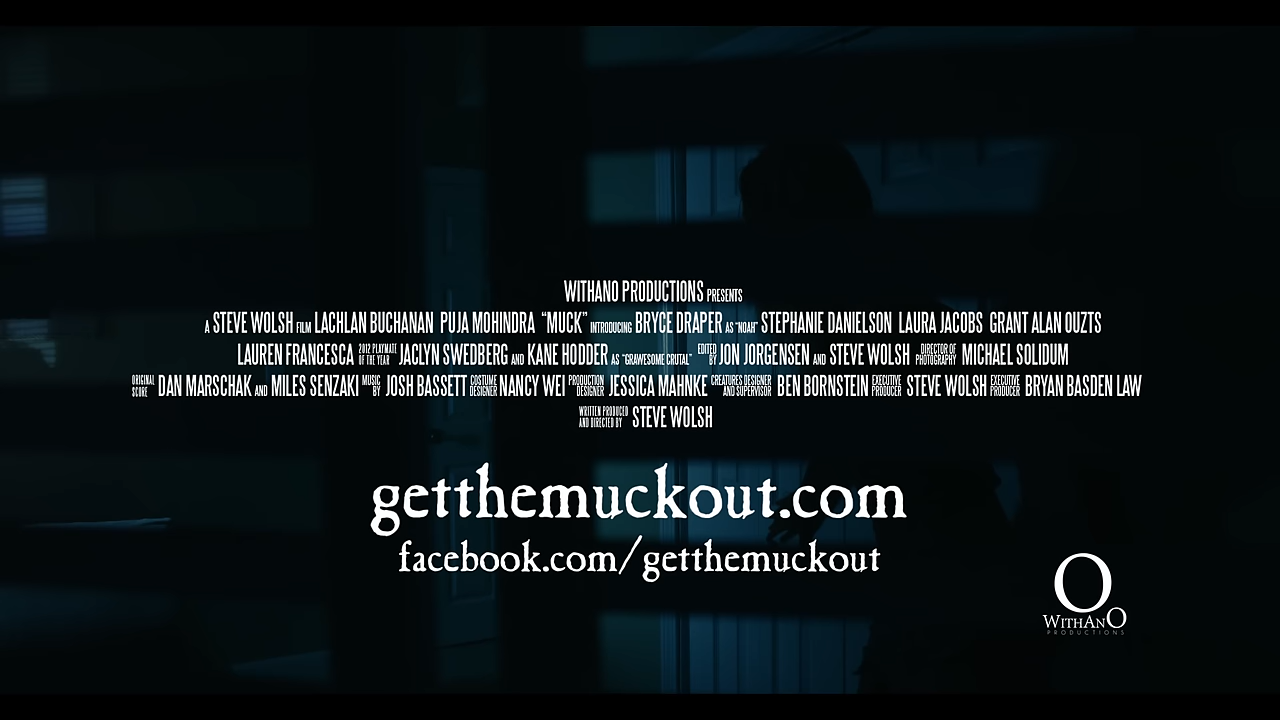 WITHANO PRODUCTIONS PRESENTS
A STEVE WOLSH FILM LACHLAN BUCHANAN PUJA MOHINDRA “MUCK” INTRODUCING BRYCE DRAPER AS “NOAH” STEPHANIE DANIELSON LAURA JACOBS GRANT ALAN OUZTS
LAUREN FRANCESCA 2012 PLAYMATE OF THE YEAR JACLYN SWEDBERG AND KANE HODDER AS “GRAWESOME CRUTAL” EDITED BY JON JORGENSEN AND STEVE WOLSH DIRECTOR OF PHOTOGRAPHY MICHAEL SOLIDUM
ORIGINAL SCORE DAN MARSCHAK AND MILES SENZAKI MUSIC BY JOSH BASSETT COSTUME DESIGNER NANCY WEI PRODUCTION DESIGNER JESSICA MAHNKE CREATURES DESIGNER AND SUPERVISOR BEN BORNSTEIN EXECUTIVE PRODUCER STEVE WOLSH EXECUTIVE PRODUCER BRYAN BASDEN LAW
WRITTEN PRODUCED AND DIRECTED BY STEVE WOLSH
getthemuckout.com
facebook.com/getthemuckout
O
WITHANO
PRODUCTIONS